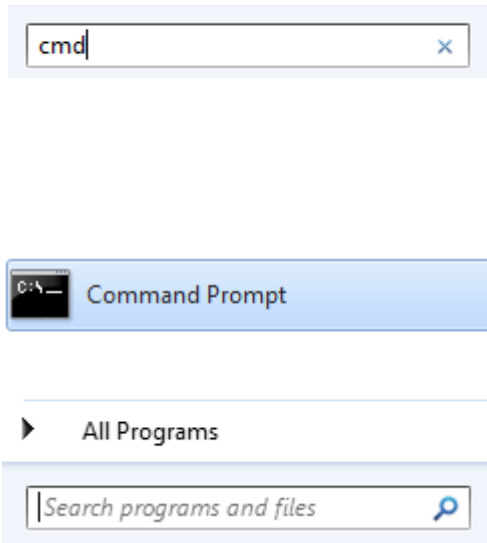 cmd
C:\
Command Prompt
All Programs
Search programs and files